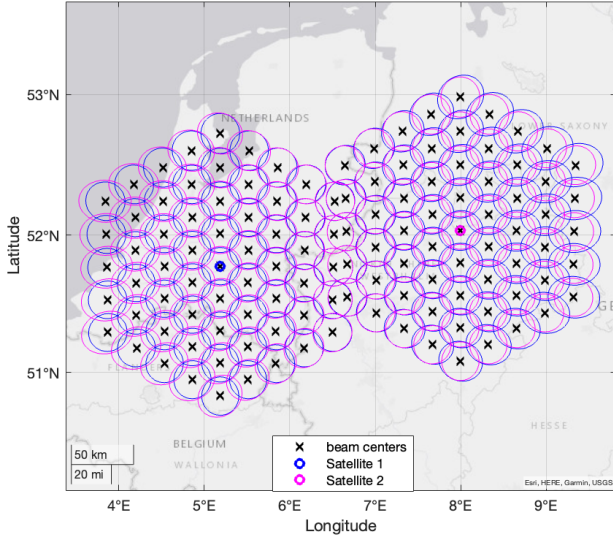 53°N
52°N
51°N
Latitude
NETHERLANDS
LOWER SAXONY
BELGIUM
WALLONIA
HESSE
50 km
20 mi
beam centers
Satellite 1
Satellite 2
Esri, HERE, Garmin, USGS
4°E 5°E 6°E 7°E 8°E 9°E
Longitude